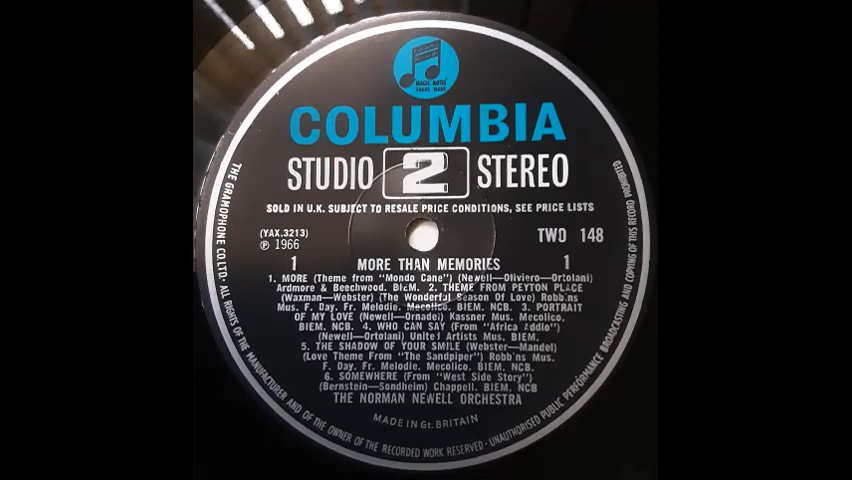 MAGIC NOTES
TRADE MARK
COLUMBIA
STUDIO 2 STEREO
SOLD IN U.K. SUBJECT TO RESALE PRICE CONDITIONS, SEE PRICE LISTS
(YAX.3213)
℗ 1966
TWO 148
1 MORE THAN MEMORIES 1
1. MORE (Theme from "Mondo Cane") (Newell—Oliviero—Ortolani)
Ardmore & Beechwood. BIEM. 2. THEME FROM PEYTON PLACE
(Waxman—Webster) (The Wonderful Season Of Love) Robbins
Mus. F. Day. Fr. Melodie. Mecolico. BIEM. NCB. 3. PORTRAIT
OF MY LOVE (Newell—Ornadel) Kassner Mus. Mecolico.
BIEM. NCB. 4. WHO CAN SAY (From "Africa Addio")
(Newell—Ortolani) United Artists Mus. BIEM.
5. THE SHADOW OF YOUR SMILE (Webster—Mandel)
(Love Theme From "The Sandpiper") Robbins Mus.
F. Day. Fr. Melodie. Mecolico. BIEM. NCB.
6. SOMEWHERE (From "West Side Story")
(Bernstein—Sondheim) Chappell. BIEM. NCB
THE NORMAN NEWELL ORCHESTRA
MADE IN Gt. BRITAIN
THE GRAMOPHONE CO. LTD. ALL RIGHTS OF THE MANUFACTURER AND OF THE OWNER OF THE RECORDED WORK RESERVED · UNAUTHORISED PUBLIC PERFORMANCE BROADCASTING AND COPYING OF THIS RECORD PROHIBITED